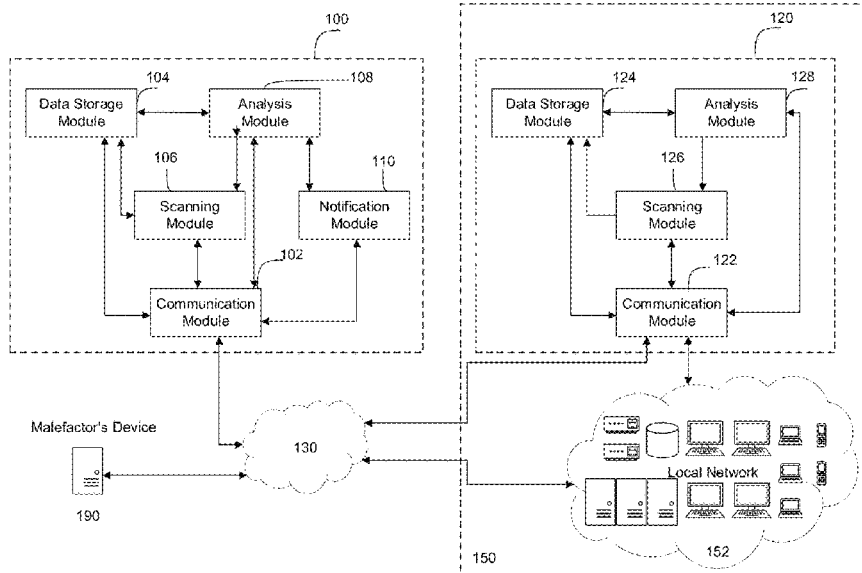 100
120
104
108
124
128
Data Storage
Module
Analysis
Module
Data Storage
Module
Analysis
Module
106
110
126
Scanning
Module
Notification
Module
Scanning
Module
102
122
Communication
Module
Communication
Module
Malefactor's Device
130
Local Network
190
150
152